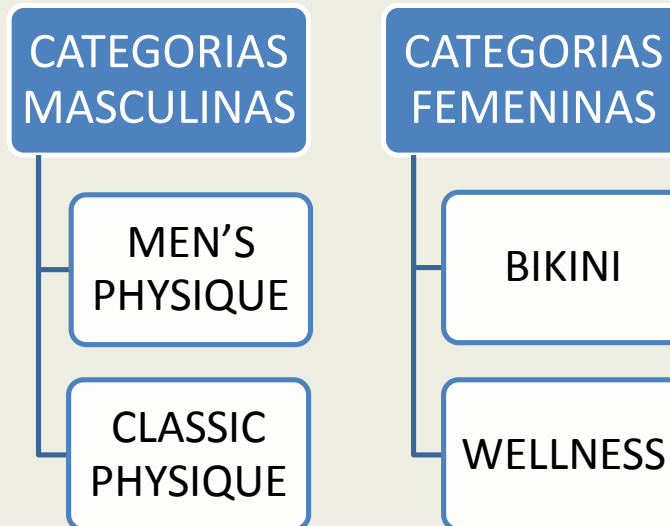 CATEGORIAS
MASCULINAS
MEN’S
PHYSIQUE
CLASSIC
PHYSIQUE
CATEGORIAS
FEMENINAS
BIKINI
WELLNESS